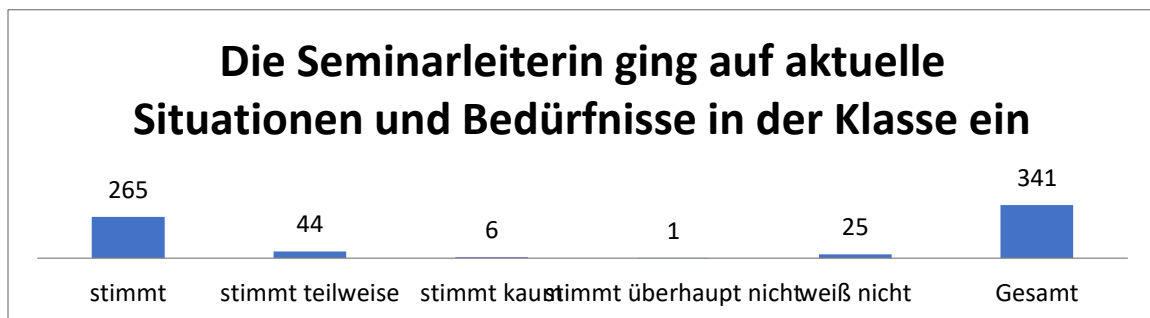 Die Seminarleiterin ging auf aktuelle
Situationen und Bedürfnisse in der Klasse ein
265
44
6
1
25
341
stimmt
stimmt teilweise
stimmt kaum
stimmt überhaupt nicht
weiß nicht
Gesamt